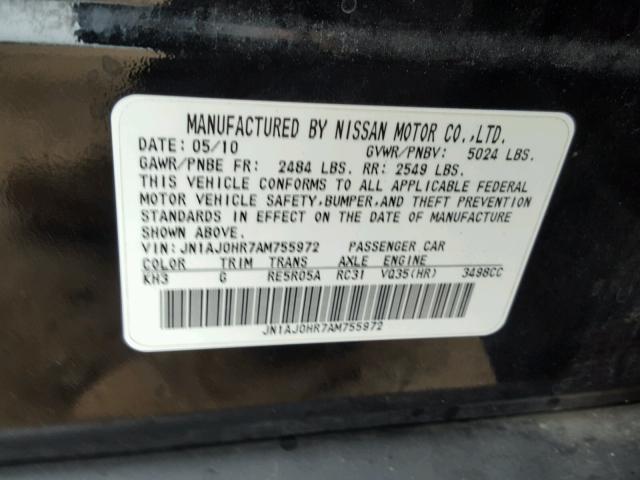 MANUFACTURED BY NISSAN MOTOR CO.,LTD.
DATE: 05/10 GVWR/PNBV: 5024 LBS.
GAWR/PNBE FR: 2484 LBS. RR: 2549 LBS.
THIS VEHICLE CONFORMS TO ALL APPLICABLE FEDERAL
MOTOR VEHICLE SAFETY,BUMPER,AND THEFT PREVENTION
STANDARDS IN EFFECT ON THE DATE OF MANUFACTURE
SHOWN ABOVE.
VIN: JN1AJ0HR7AM755972 PASSENGER CAR
COLOR TRIM TRANS AXLE ENGINE
KH3 G RE5R05A RC31 VQ35(HR) 3498CC
JN1AJ0HR7AM755972